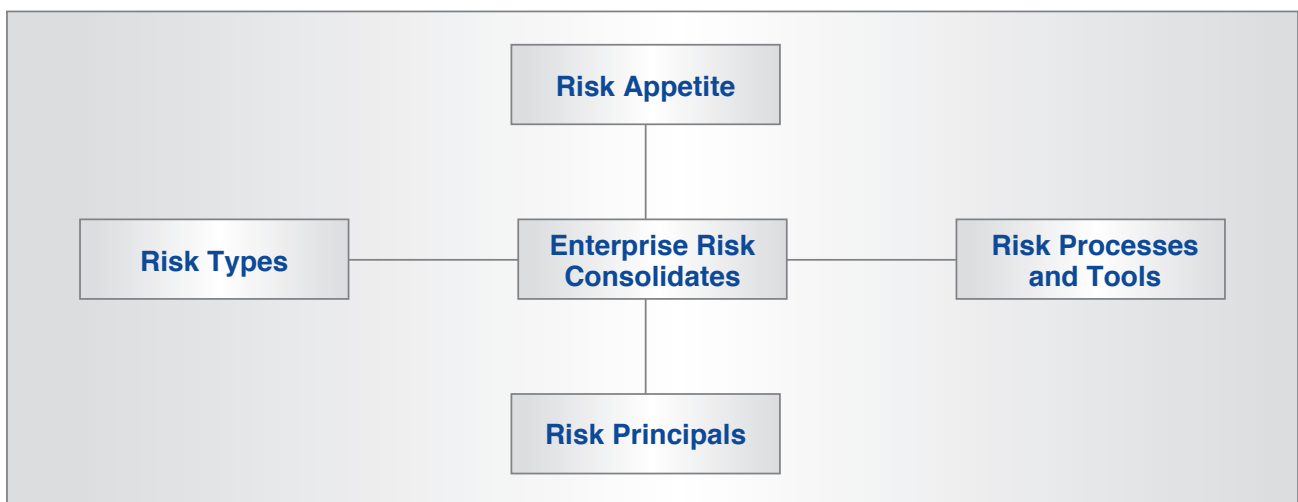 Risk Appetite
Risk Types
Enterprise Risk
Consolidates
Risk Processes
and Tools
Risk Principals